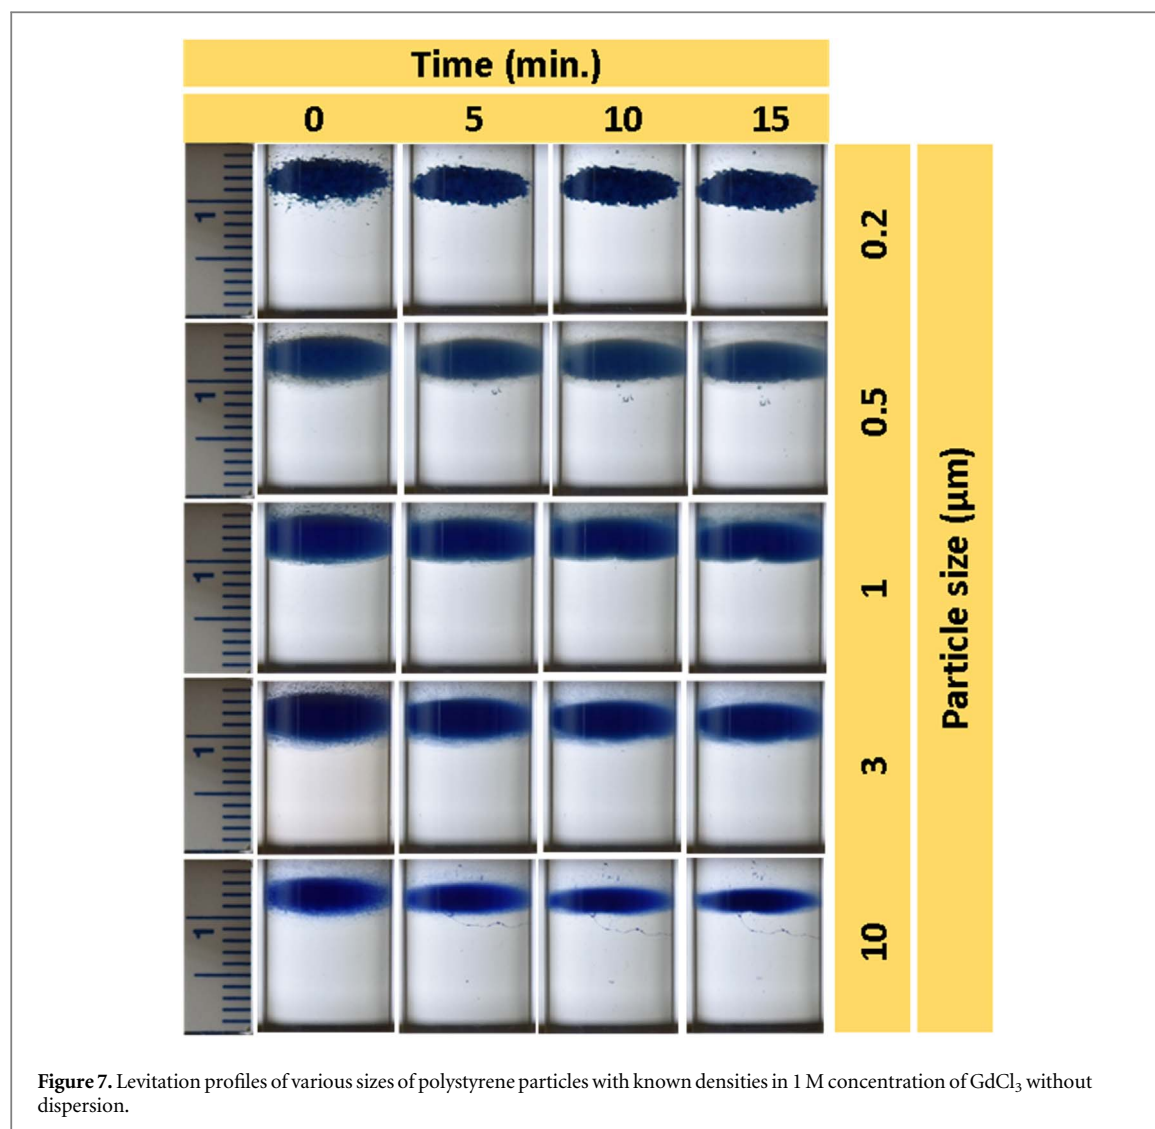 Time (min.)
0 5 10 15
1
0.2
1
0.5
1
1
1
3
1
10
Particle size (µm)
Figure 7. Levitation profiles of various sizes of polystyrene particles with known densities in 1 M concentration of GdCl₃ without
dispersion.